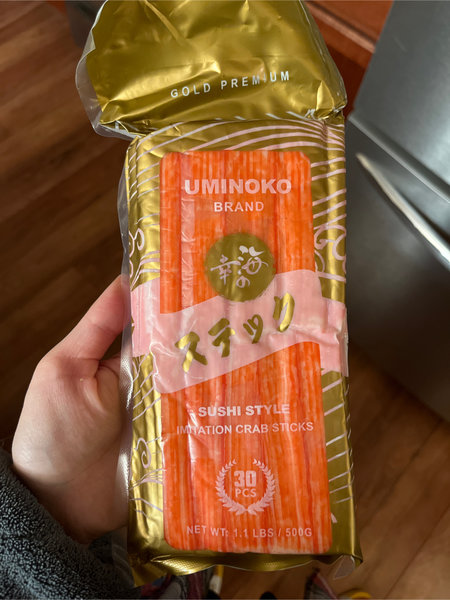 GOLD PREMIUM
UMINOKO
BRAND
海の幸
スティック
SUSHI STYLE
IMITATION CRAB STICKS
30
PCS
NET WT: 1.1 LBS / 500G